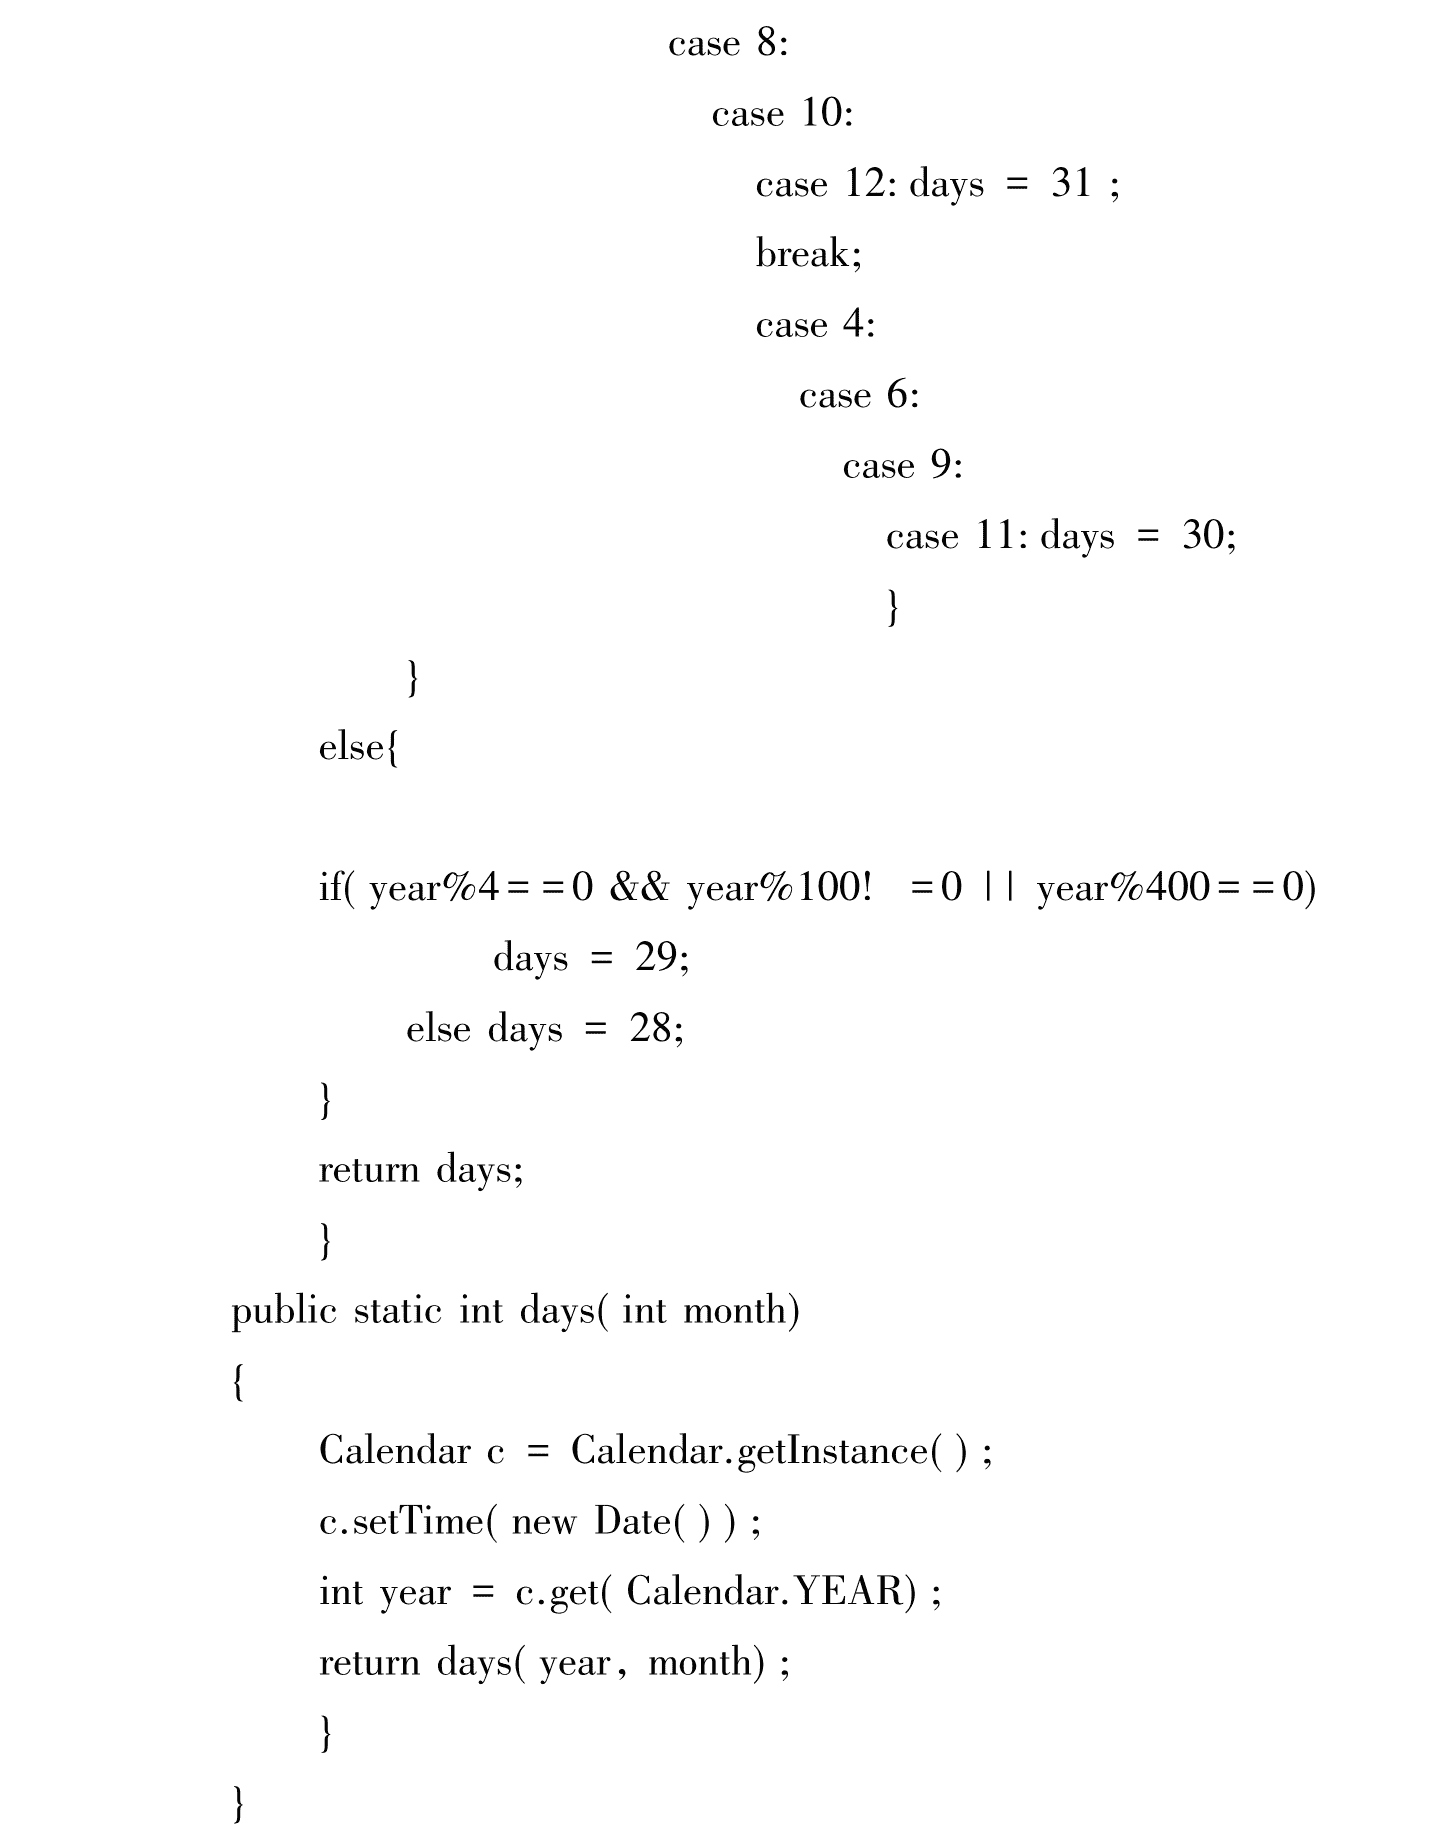 case 8:
case 10:
case 12: days = 31 ;
break;
case 4:
case 6:
case 9:
case 11: days = 30;
}
}
else{
if( year%4==0 && year%100! =0 || year%400==0)
days = 29;
else days = 28;
}
return days;
}
public static int days( int month)
{
Calendar c = Calendar.getInstance( ) ;
c.setTime( new Date( ) ) ;
int year = c.get( Calendar.YEAR) ;
return days( year, month) ;
}
}